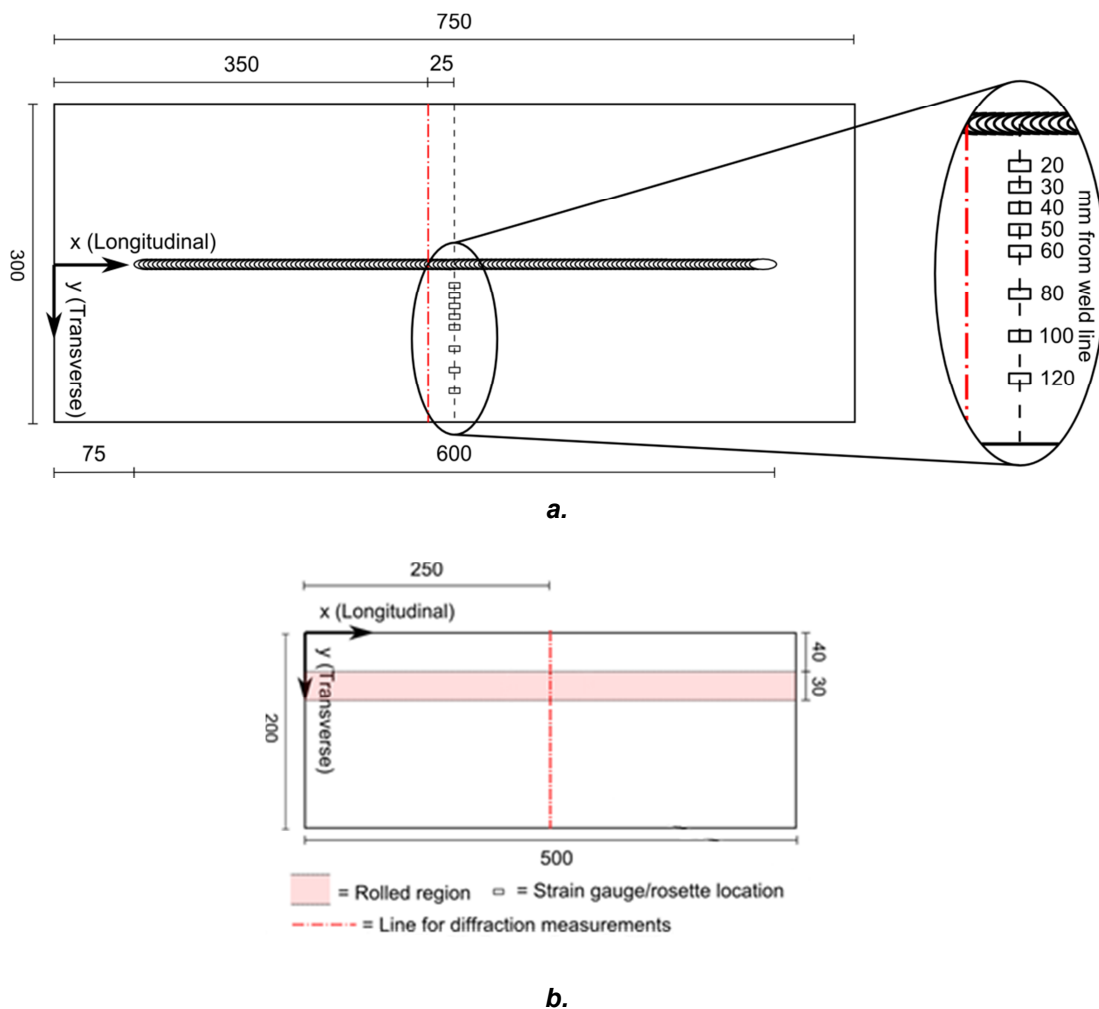 750
350 25
300
x (Longitudinal)
y (Transverse)
75 600
20
30
40
50
60
80
100
120
mm from weld line
a.
250
x (Longitudinal)
y (Transverse)
40
30
200
500
= Rolled region = Strain gauge/rosette location
= Line for diffraction measurements
b.